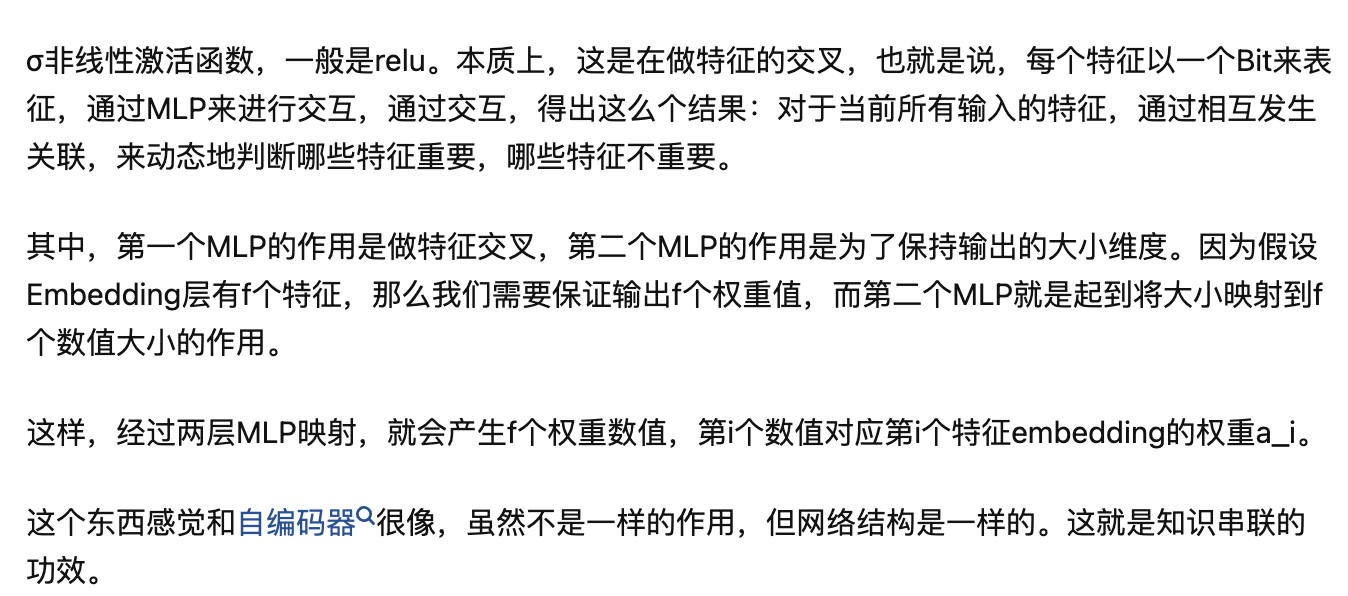 σ非线性激活函数，一般是relu。本质上，这是在做特征的交叉，也就是说，每个特征以一个Bit来表
征，通过MLP来进行交互，通过交互，得出这么个结果：对于当前所有输入的特征，通过相互发生
关联，来动态地判断哪些特征重要，哪些特征不重要。
其中，第一个MLP的作用是做特征交叉，第二个MLP的作用是为了保持输出的大小维度。因为假设
Embedding层有f个特征，那么我们需要保证输出f个权重值，而第二个MLP就是起到将大小映射到f
个数值大小的作用。
这样，经过两层MLP映射，就会产生f个权重数值，第i个数值对应第i个特征embedding的权重a_i。
这个东西感觉和自编码器很像，虽然不是一样的作用，但网络结构是一样的。这就是知识串联的
功效。